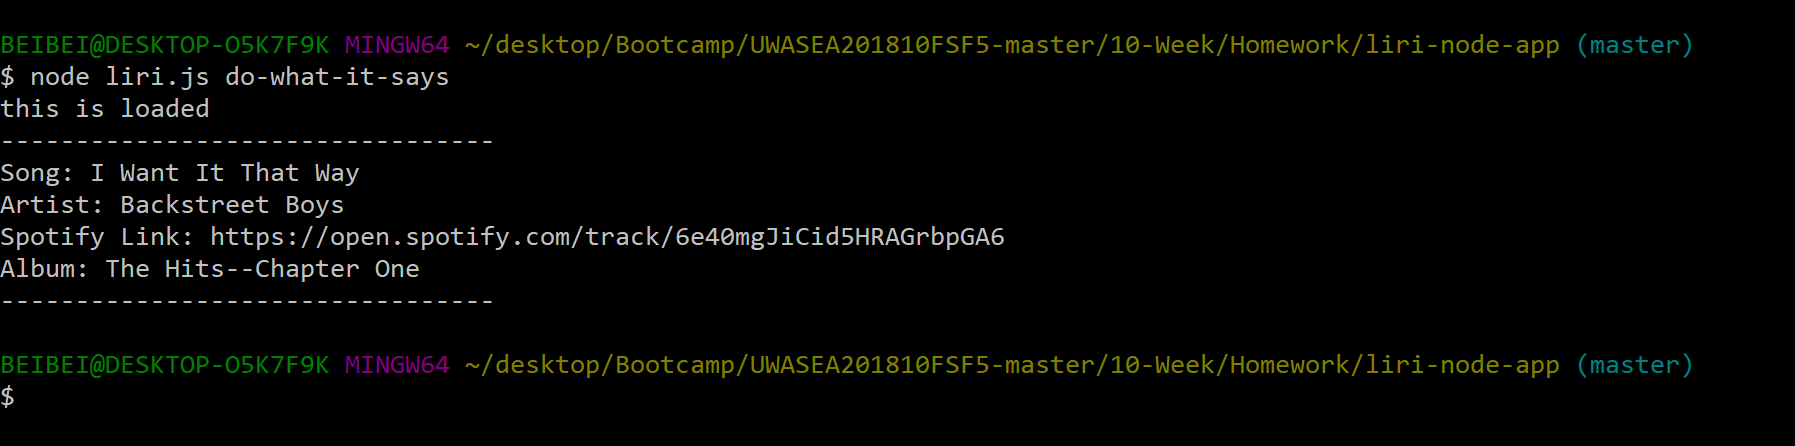 BEIBEI@DESKTOP-O5K7F9K MINGW64 ~/desktop/Bootcamp/UWASEA201810FSF5-master/10-Week/Homework/liri-node-app (master)
$ node liri.js do-what-it-says
this is loaded
---------------------------------
Song: I Want It That Way
Artist: Backstreet Boys
Spotify Link: https://open.spotify.com/track/6e40mgJiCid5HRAGrbpGA6
Album: The Hits--Chapter One
---------------------------------
BEIBEI@DESKTOP-O5K7F9K MINGW64 ~/desktop/Bootcamp/UWASEA201810FSF5-master/10-Week/Homework/liri-node-app (master)
$